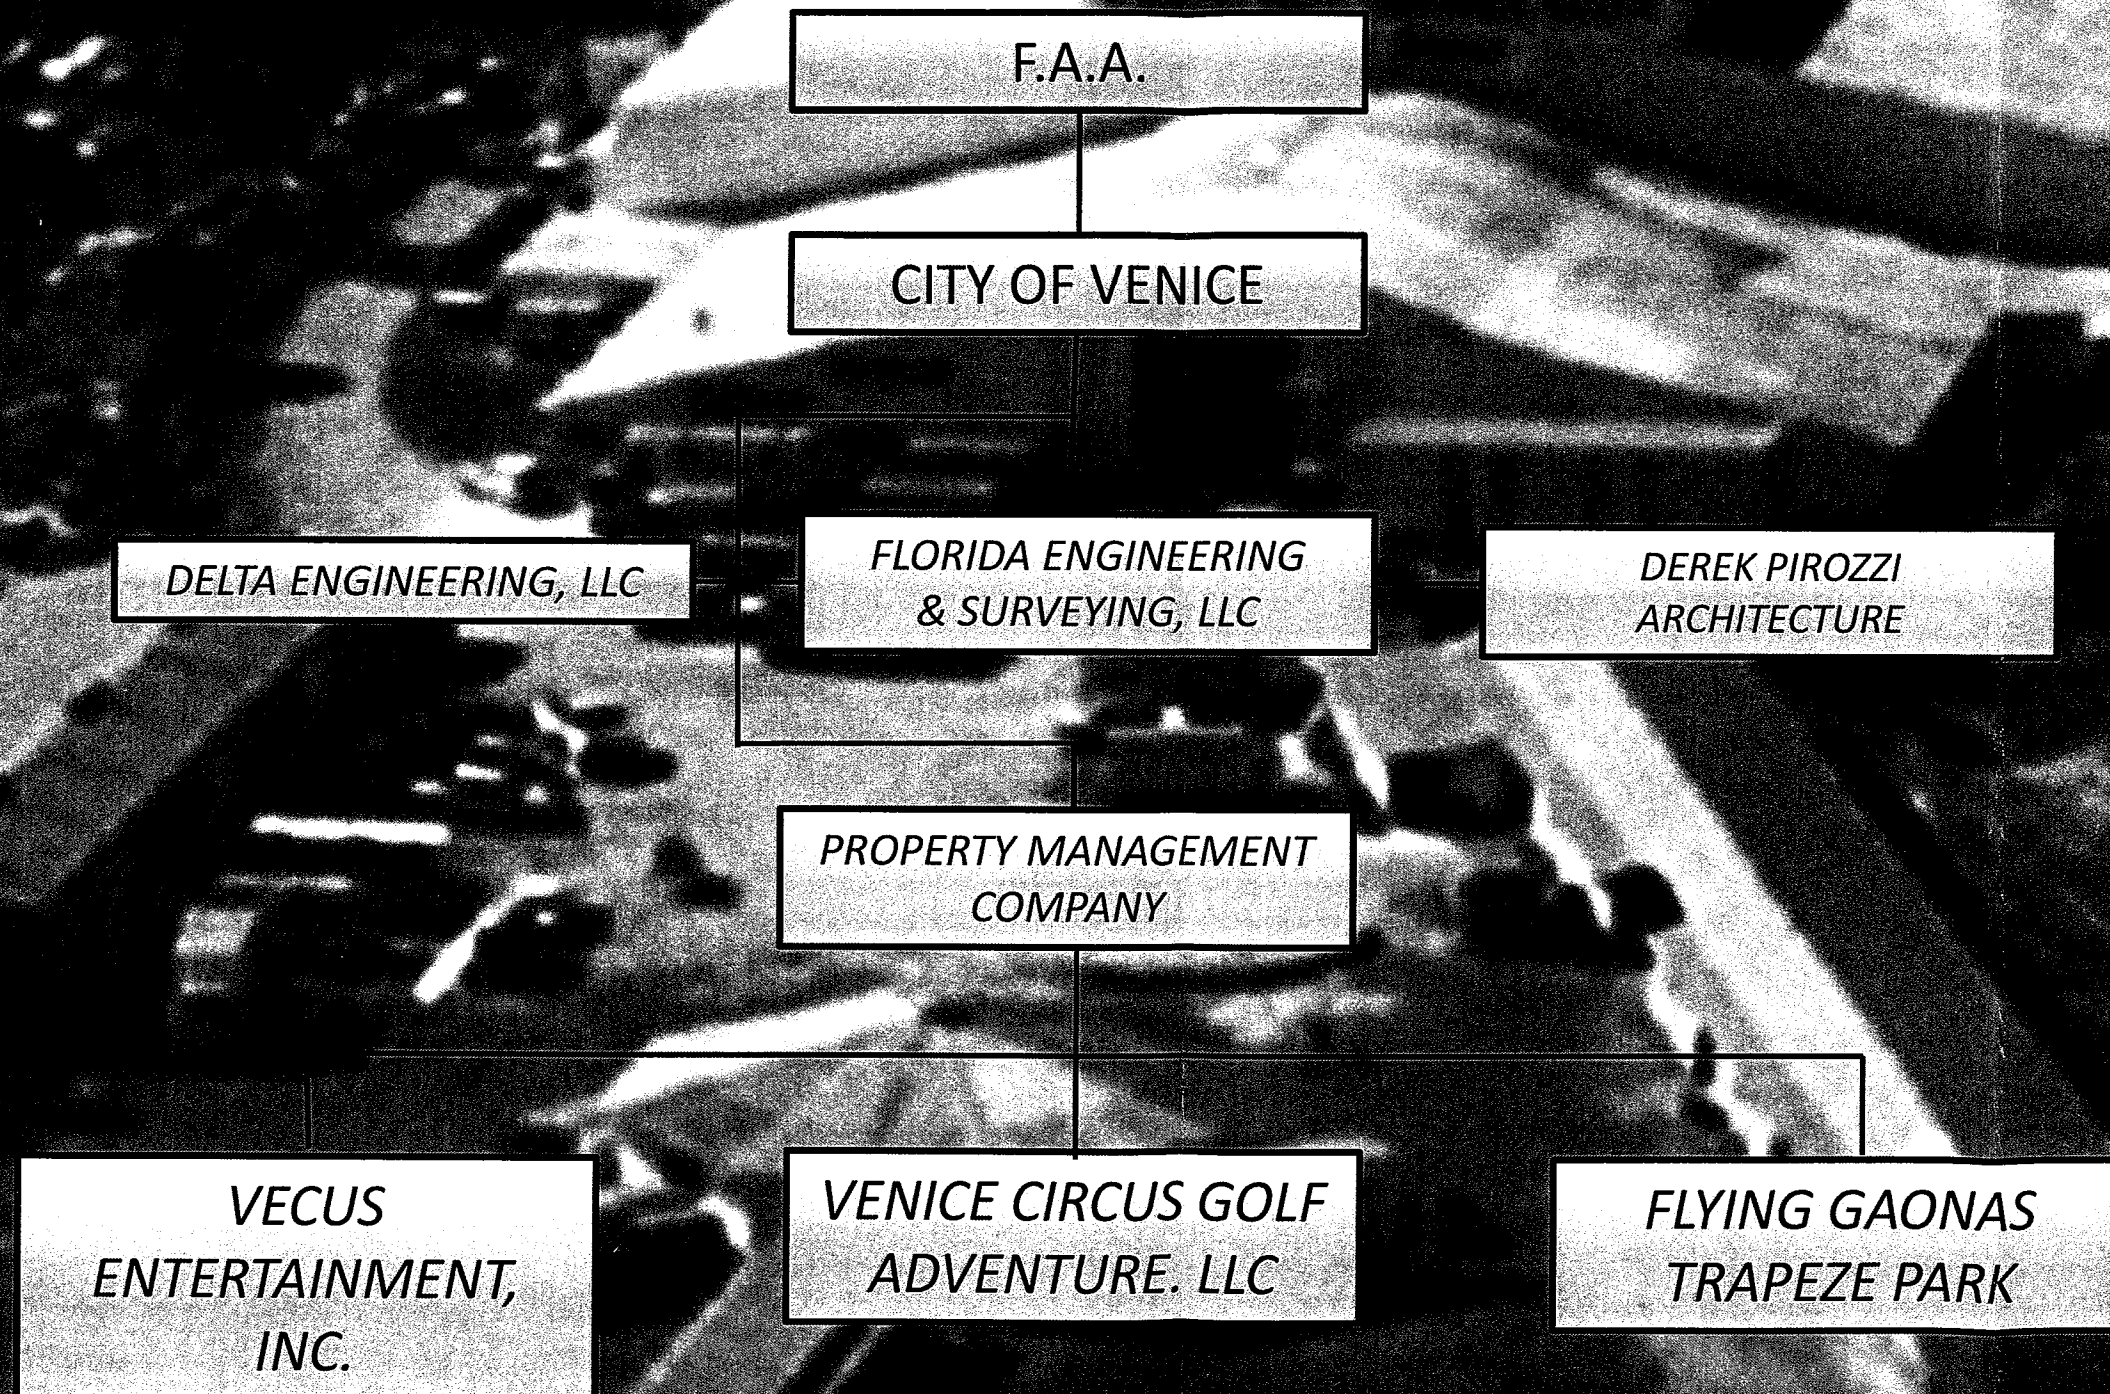 F.A.A.
CITY OF VENICE
DELTA ENGINEERING, LLC
FLORIDA ENGINEERING
& SURVEYING, LLC
DEREK PIROZZI
ARCHITECTURE
PROPERTY MANAGEMENT
COMPANY
VECUS
ENTERTAINMENT,
INC.
VENICE CIRCUS GOLF
ADVENTURE. LLC
FLYING GAONAS
TRAPEZE PARK